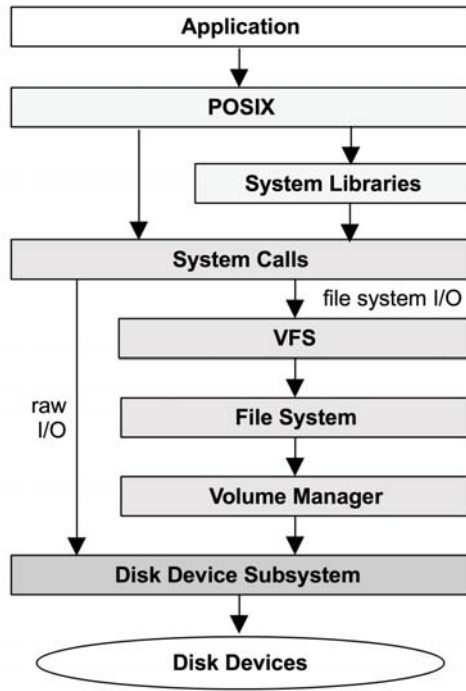 Application
POSIX
System Libraries
System Calls
file system I/O
VFS
raw
I/O
File System
Volume Manager
Disk Device Subsystem
Disk Devices